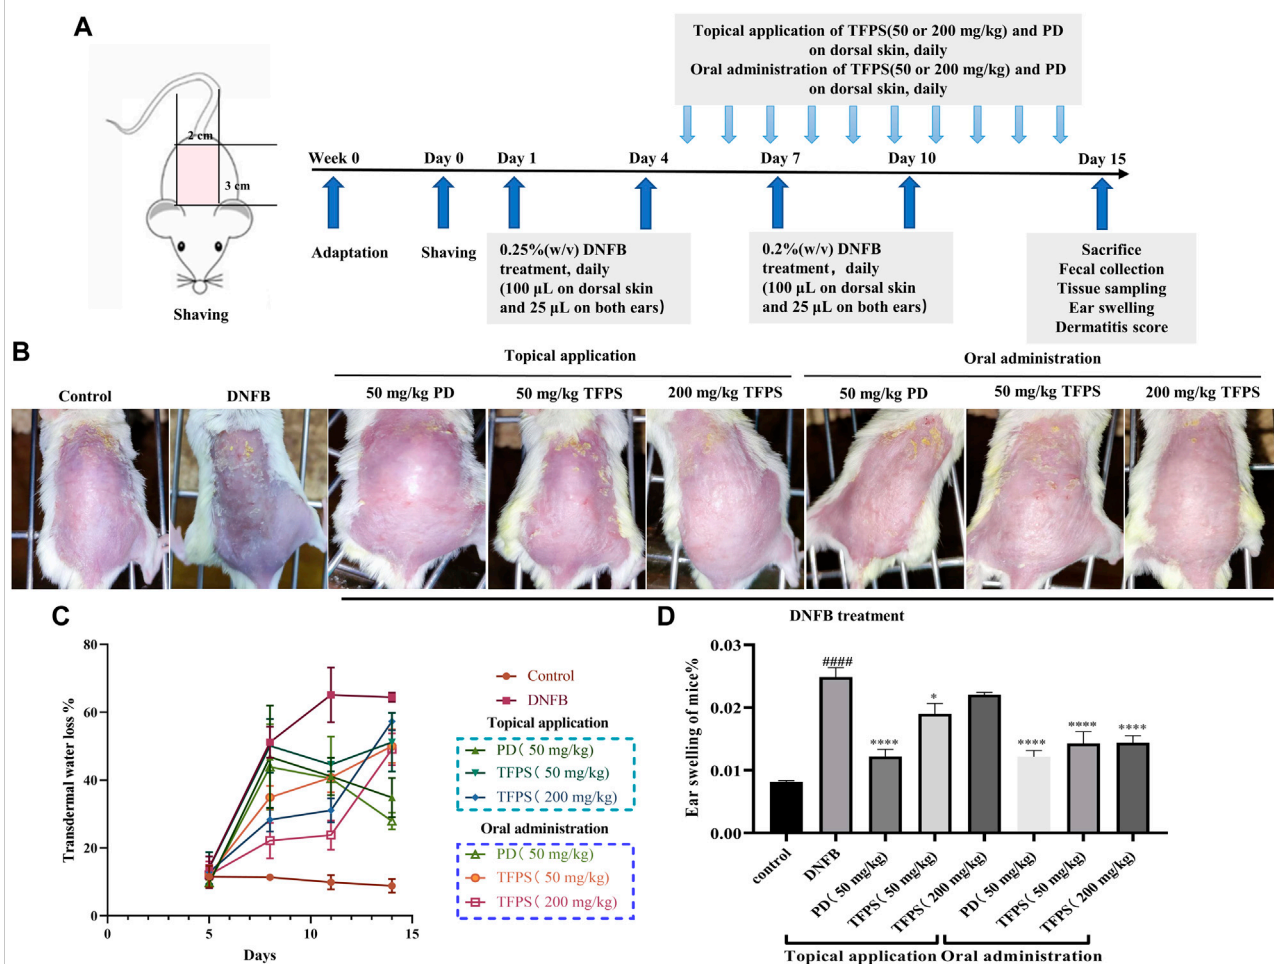 A
Topical application of TFPS(50 or 200 mg/kg) and PD
on dorsal skin, daily
Oral administration of TFPS(50 or 200 mg/kg) and PD
on dorsal skin, daily
2 cm
3 cm
Shaving
Week 0
Day 0
Day 1
Day 4
Day 7
Day 10
Day 15
Adaptation
Shaving
0.25%(w/v) DNFB
treatment, daily
(100 μL on dorsal skin
and 25 μL on both ears)
0.2%(w/v) DNFB
treatment, daily
(100 μL on dorsal skin
and 25 μL on both ears)
Sacrifice
Fecal collection
Tissue sampling
Ear swelling
Dermatitis score
B
Topical application
Oral administration
Control
DNFB
50 mg/kg PD
50 mg/kg TFPS
200 mg/kg TFPS
50 mg/kg PD
50 mg/kg TFPS
200 mg/kg TFPS
DNFB treatment
C
Transdermal water loss %
80
60
40
20
0
0
5
10
15
Days
Control
DNFB
Topical application
PD( 50 mg/kg)
TFPS( 50 mg/kg)
TFPS( 200 mg/kg)
Oral administration
PD( 50 mg/kg)
TFPS( 50 mg/kg)
TFPS( 200 mg/kg)
D
Ear swelling of mice%
0.03
0.02
0.010
0.00
####
****
*
****
****
****
control
DNFB
PD( 50 mg/kg)
TFPS( 50 mg/kg)
TFPS( 200 mg/kg)
PD( 50 mg/kg)
TFPS( 50 mg/kg)
TFPS( 200 mg/kg)
Topical application
Oral administration